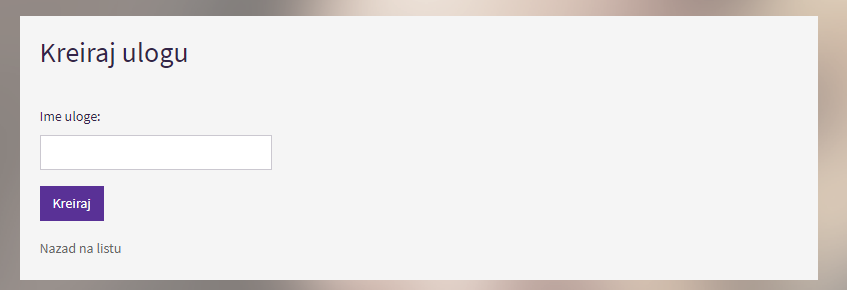 Kreiraj ulogu
Ime uloge:
Kreiraj
Nazad na listu